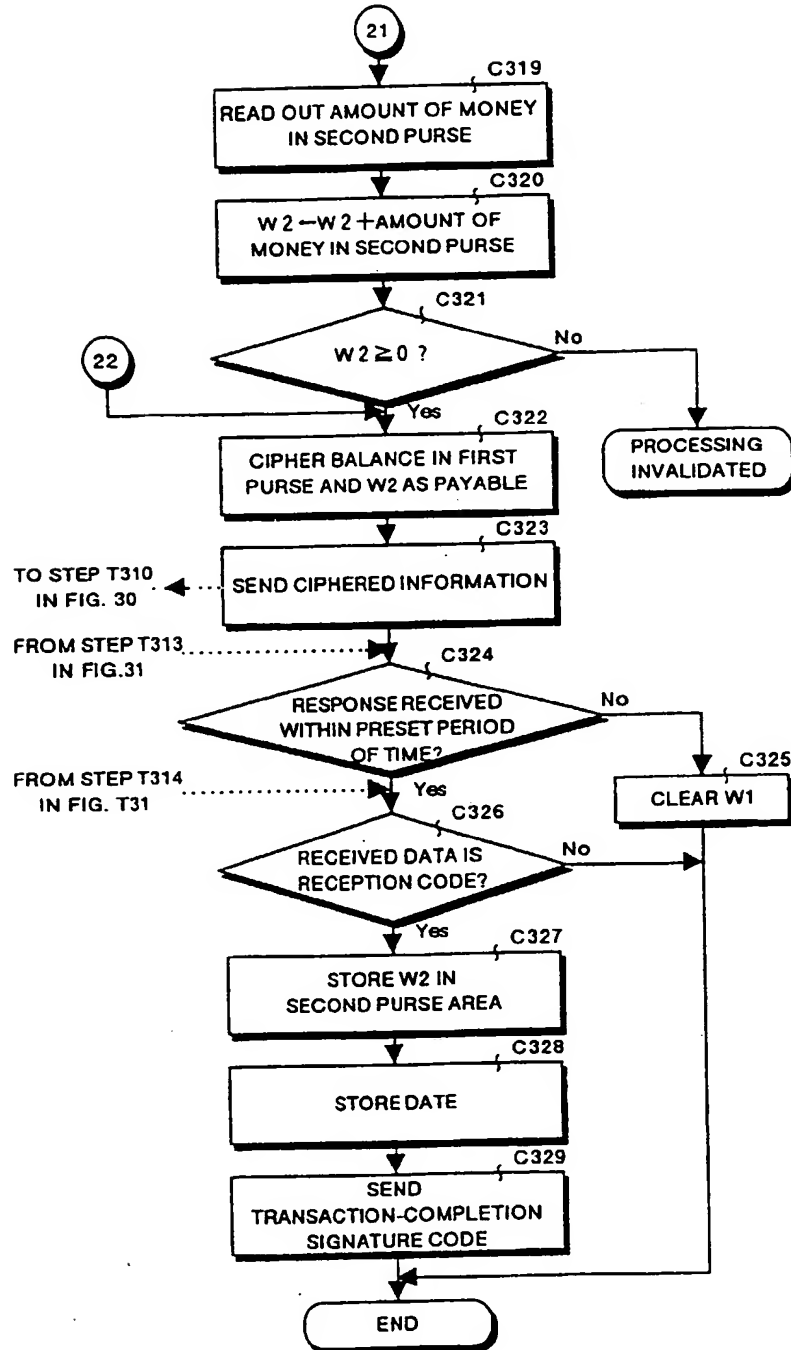 21
C319
READ OUT AMOUNT OF MONEY
IN SECOND PURSE
C320
W2←W2+AMOUNT OF
MONEY IN SECOND PURSE
C321
W2≧0 ?
No
22
Yes
C322
PROCESSING
INVALIDATED
CIPHER BALANCE IN FIRST
PURSE AND W2 AS PAYABLE
C323
TO STEP T310
IN FIG. 30
SEND CIPHERED INFORMATION
FROM STEP T313
IN FIG.31
C324
RESPONSE RECEIVED
WITHIN PRESET PERIOD
OF TIME?
No
C325
CLEAR W1
FROM STEP T314
IN FIG. T31
Yes
C326
RECEIVED DATA IS
RECEPTION CODE?
No
Yes
C327
STORE W2 IN
SECOND PURSE AREA
C328
STORE DATE
C329
SEND
TRANSACTION-COMPLETION
SIGNATURE CODE
END